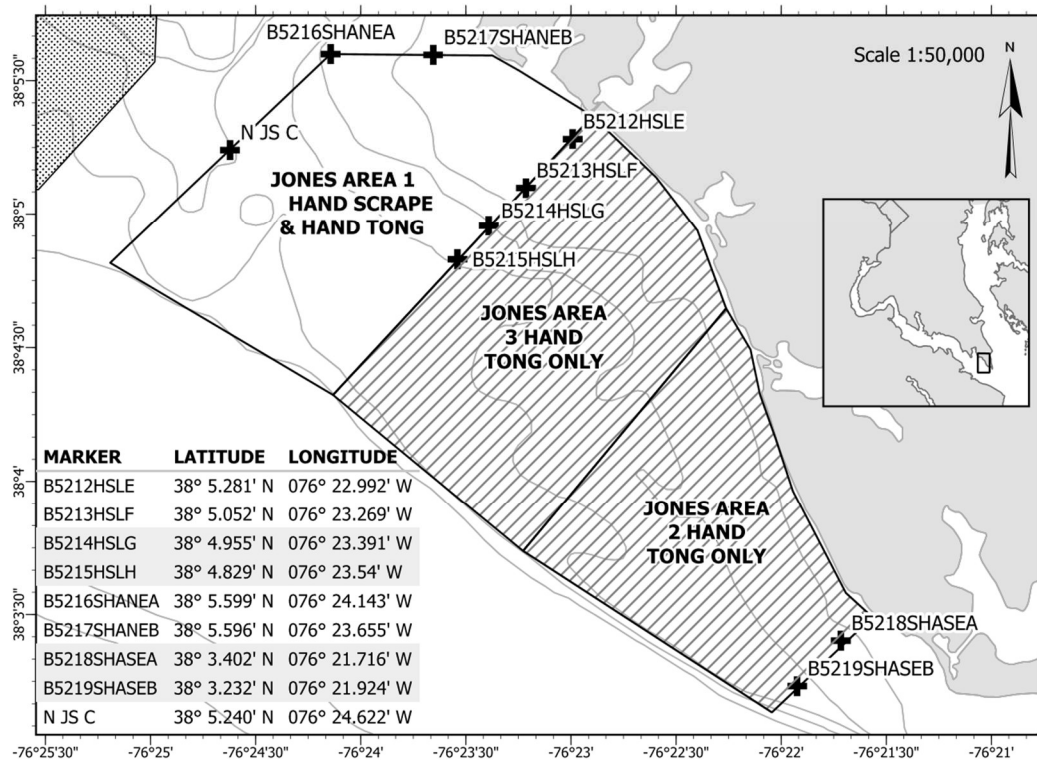 B5216SHANEA
B5217SHANEB
Scale 1:50,000
N
N JS C
B5212HSLE
B5213HSLF
B5214HSLG
B5215HSLH
JONES AREA 1
HAND SCRAPE
& HAND TONG
JONES AREA
3 HAND
TONG ONLY
JONES AREA
2 HAND
TONG ONLY
B5218SHASEA
B5219SHASEB
MARKER LATITUDE LONGITUDE
B5212HSLE 38° 5.281' N 076° 22.992' W
B5213HSLF 38° 5.052' N 076° 23.269' W
B5214HSLG 38° 4.955' N 076° 23.391' W
B5215HSLH 38° 4.829' N 076° 23.54' W
B5216SHANEA 38° 5.599' N 076° 24.143' W
B5217SHANEB 38° 5.596' N 076° 23.655' W
B5218SHASEA 38° 3.402' N 076° 21.716' W
B5219SHASEB 38° 3.232' N 076° 21.924' W
N JS C 38° 5.240' N 076° 24.622' W
38°5'30"
38°5'
38°4'30"
38°4'
38°3'30"
-76°25'30" -76°25' -76°24'30" -76°24' -76°23'30" -76°23' -76°22'30" -76°22' -76°21'30" -76°21'